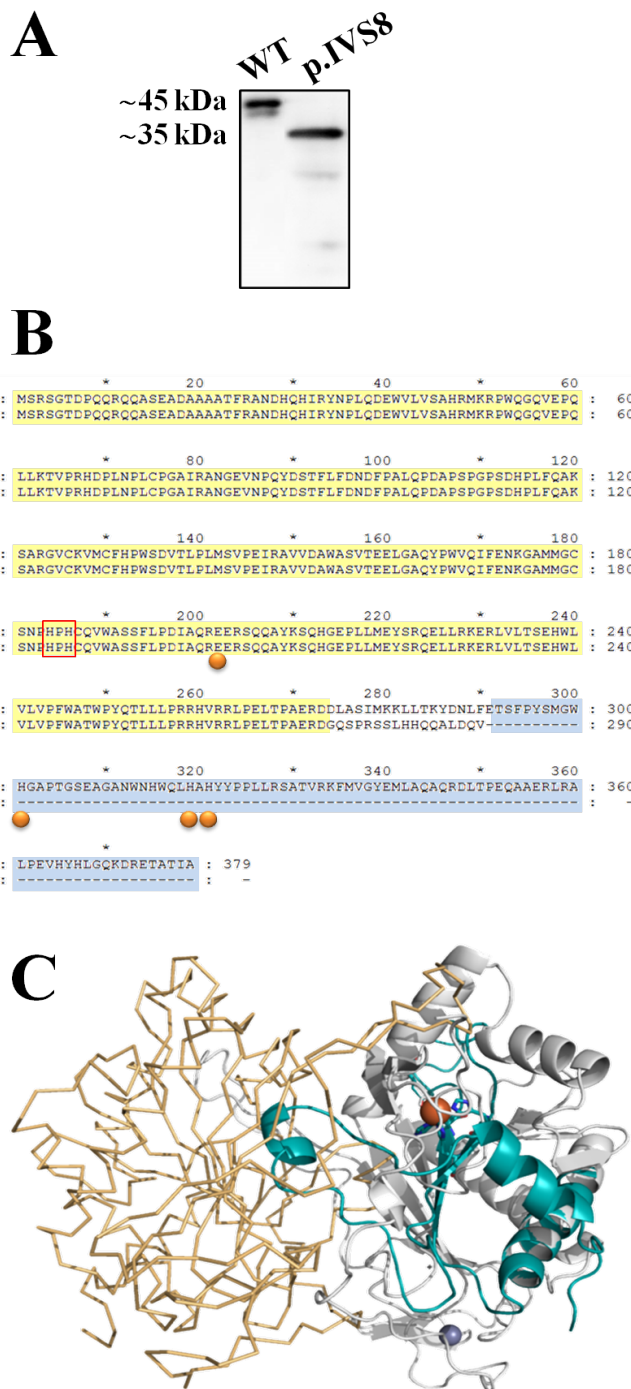 A
WT p.IVS8
~45 kDa
~35 kDa
B
* 20 * 40 * 60
: MSRSGTDPQQRQQASEADAAAATFRANDHQHIRYNPLQDEWVLVSAHRMKRPWQGQVEPQ : 60
: MSRSGTDPQQRQQASEADAAAATFRANDHQHIRYNPLQDEWVLVSAHRMKRPWQGQVEPQ : 60
* 80 * 100 * 120
: LLKTVPRHDPLNPLCPGAIRANGEVNPQYDSTFLFDNDFPALQPDAPSPGPSDHPLFQAK : 120
: LLKTVPRHDPLNPLCPGAIRANGEVNPQYDSTFLFDNDFPALQPDAPSPGPSDHPLFQAK : 120
* 140 * 160 * 180
: SARGVCKVMCFHPWSDVTLPLMSVPEIRAVVDAWASVTEELGAQYPWVQIFENKGAMMGC : 180
: SARGVCKVMCFHPWSDVTLPLMSVPEIRAVVDAWASVTEELGAQYPWVQIFENKGAMMGC : 180
* 200 * 220 * 240
: SNPHPHCQVWASSFLPDIAQREERSQQAYKSQHGEPLLMEYSRQELLRKERLVLTSEHWL : 240
: SNPHPHCQVWASSFLPDIAQREERSQQAYKSQHGEPLLMEYSRQELLRKERLVLTSEHWL : 240
* 260 * 280 * 300
: VLVPFWATWPYQTLLLPRRHVRRLPELTPAERDDLASIMKKLLTKYDNLFETSFPYSMGW : 300
: VLVPFWATWPYQTLLLPRRHVRRLPELTPAERDGQSPRSSLHHQQALDQV---------- : 290
* 320 * 340 * 360
: HGAPTGSEAGANWNHWQLHAHYYPPLLRSATVRKFMVGYEMLAQAQRDLTPEQAAERLRA : 360
: ------------------------------------------------------------ : -
*
: LPEVHYHLGQKDRETATIA : 379
: ------------------- : -
C